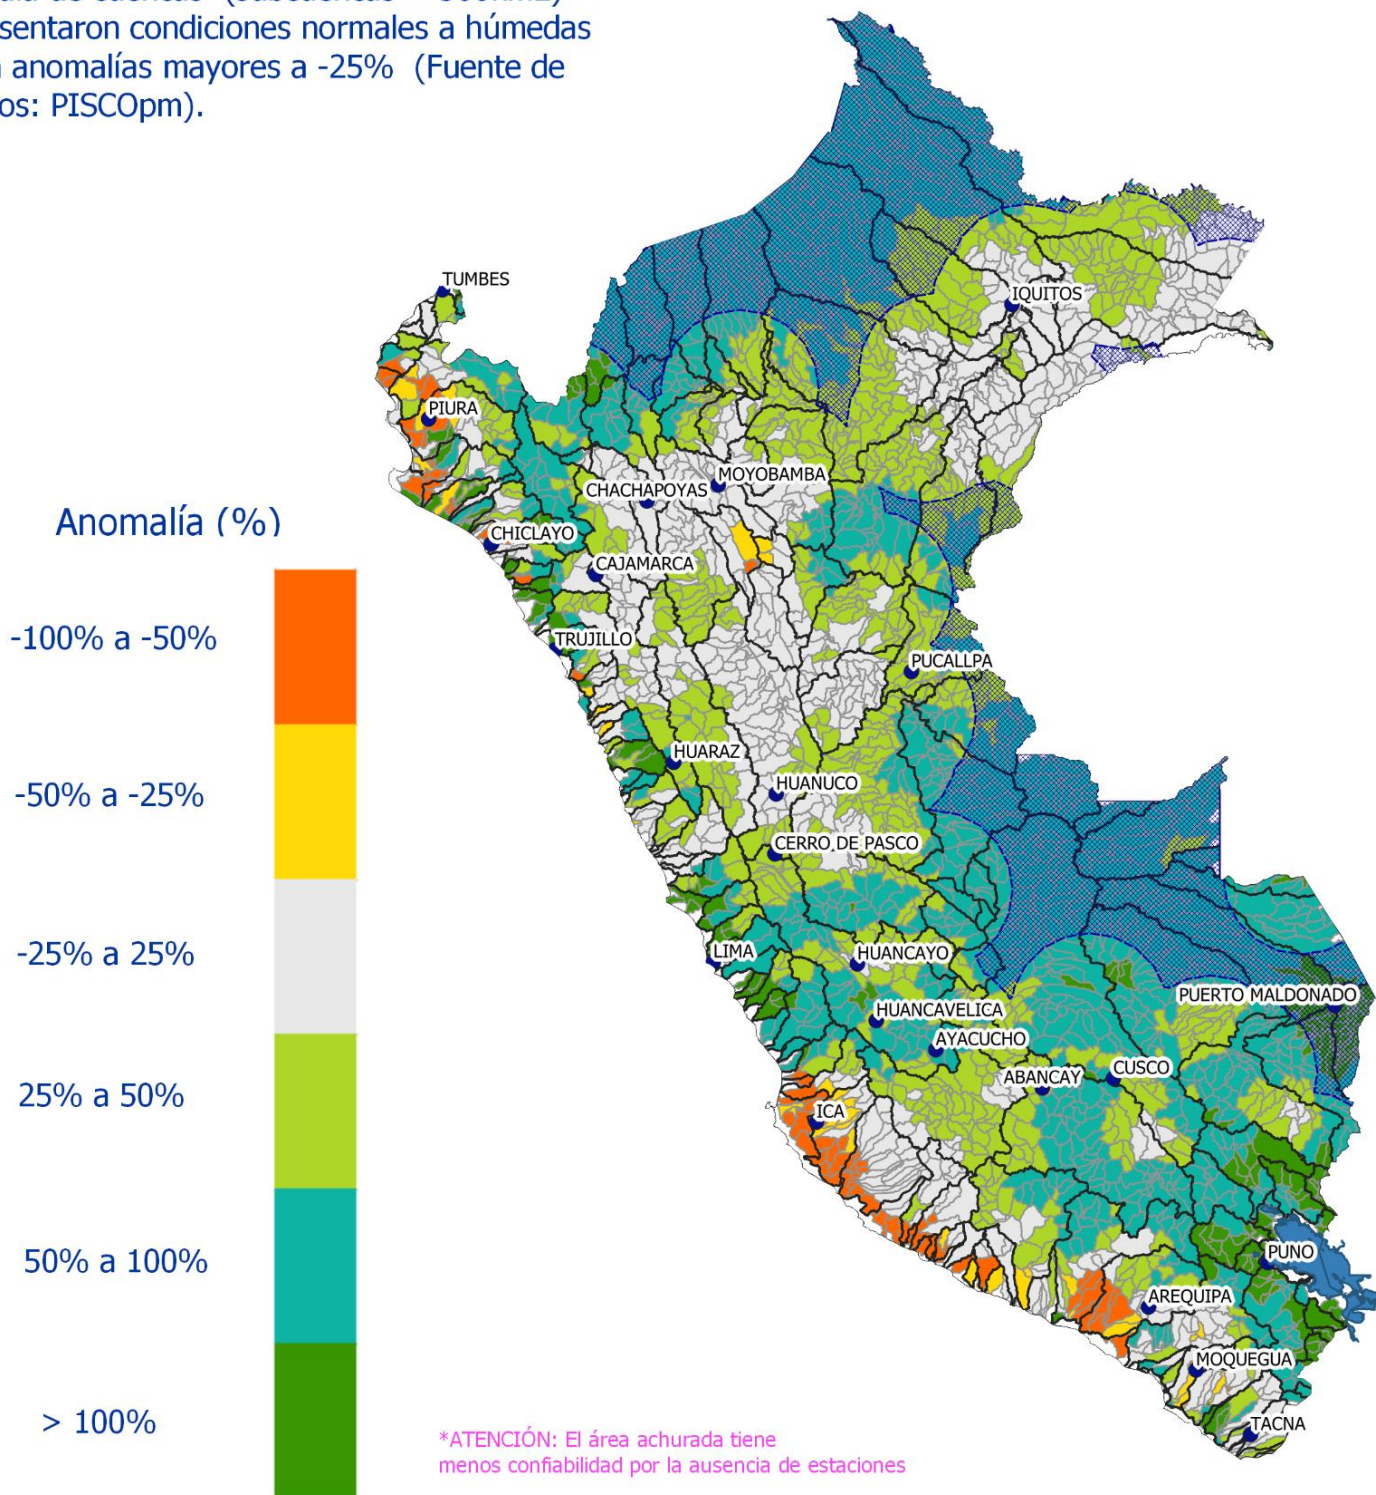 sentaron condiciones normales a húmedas
anomalías mayores a -25% (Fuente de
os: PISCOpm).
TUMBES
IQUITOS
PIURA
MOYOBAMBA
CHACHAPOYAS
Anomalía (%)
CHICLAYO
CAJAMARCA
-100% a -50%
TRUJILLO
PUCALLPA
HUARAZ
-50% a -25%
HUANUCO
CERRO DE PASCO
-25% a 25%
LIMA
HUANCAYO
PUERTO MALDONADO
HUANCAVELICA
AYACUCHO
ABANCAY
CUSCO
25% a 50%
ICA
50% a 100%
PUNO
AREQUIPA
MOQUEGUA
> 100%
TACNA
*ATENCIÓN: El área achurada tiene
menos confiabilidad por la ausencia de estaciones